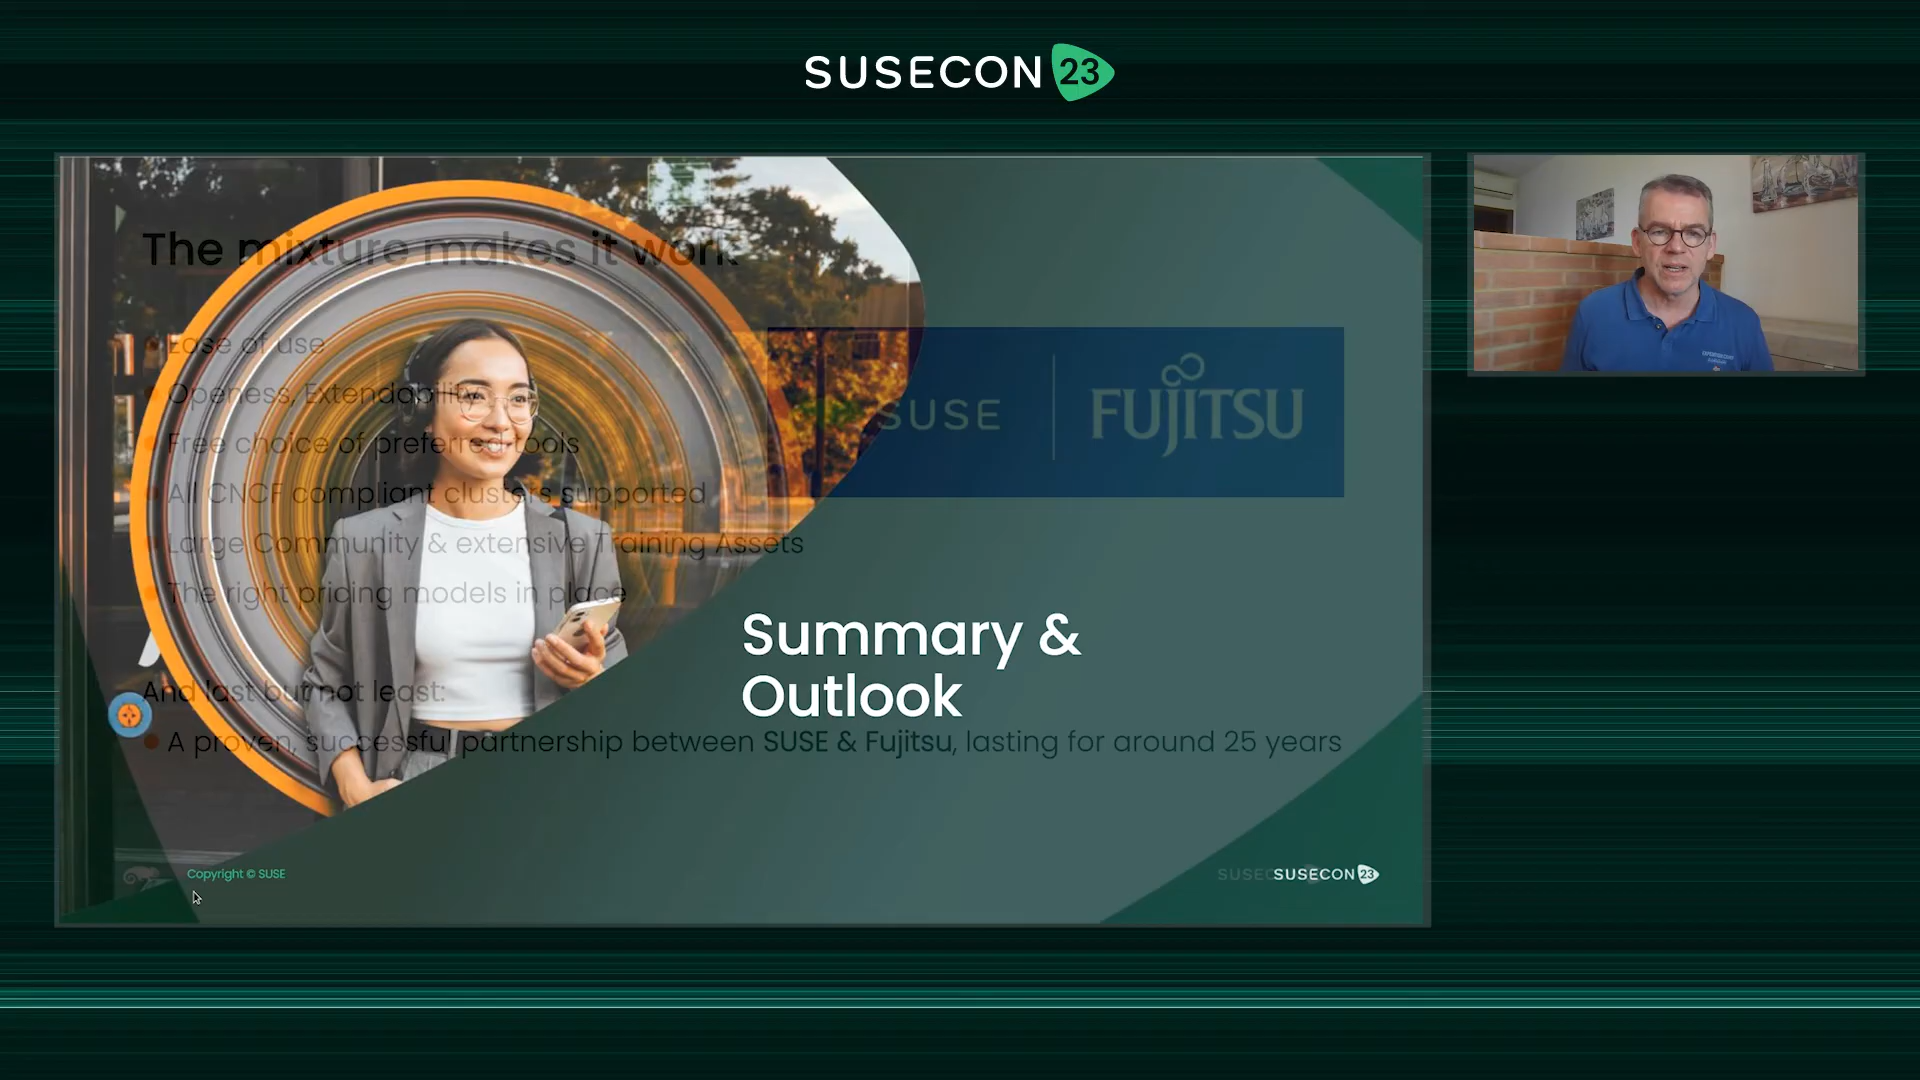 SUSECON 23
The mixture makes it work
Ease of use
Openess, Extendability
Free choice of preferred tools
All CNCF compliant clusters supported
Large Community & extensive Training Assets
The right pricing models in place
SUSE
FUJITSU
Summary &
Outlook
And last but not least:
A proven, successful partnership between SUSE & Fujitsu, lasting for around 25 years
Copyright © SUSE
SUSECON 23